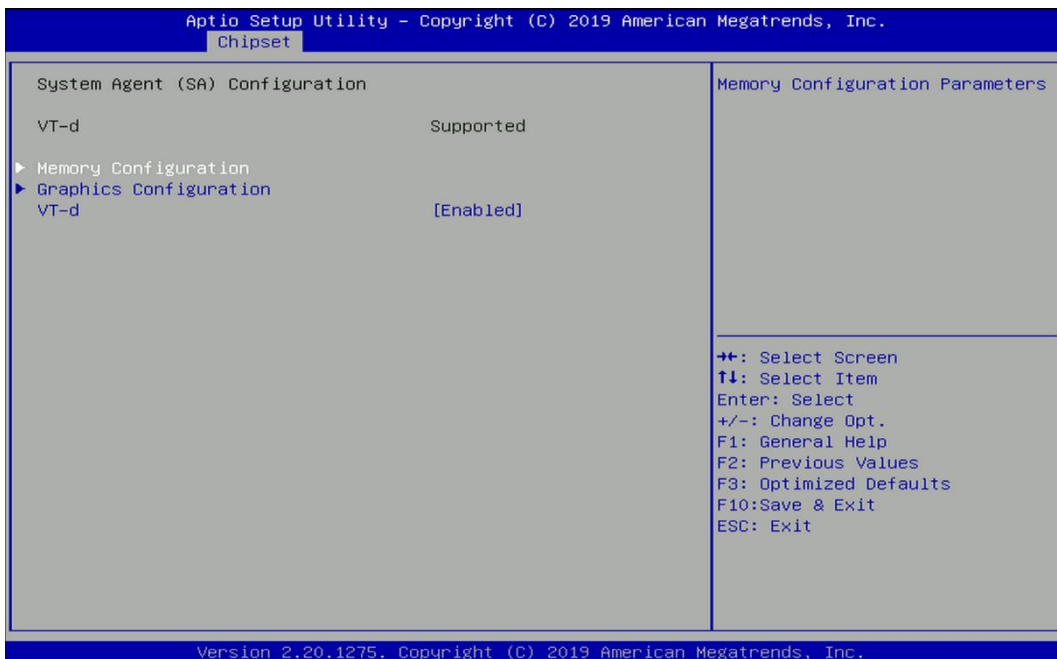 Aptio Setup Utility – Copyright (C) 2019 American Megatrends, Inc.
Chipset
System Agent (SA) Configuration
VT-d Supported
Memory Configuration
Graphics Configuration
VT-d [Enabled]
Memory Configuration Parameters
→←: Select Screen
↑↓: Select Item
Enter: Select
+/-: Change Opt.
F1: General Help
F2: Previous Values
F3: Optimized Defaults
F10:Save & Exit
ESC: Exit
Version 2.20.1275. Copyright (C) 2019 American Megatrends, Inc.